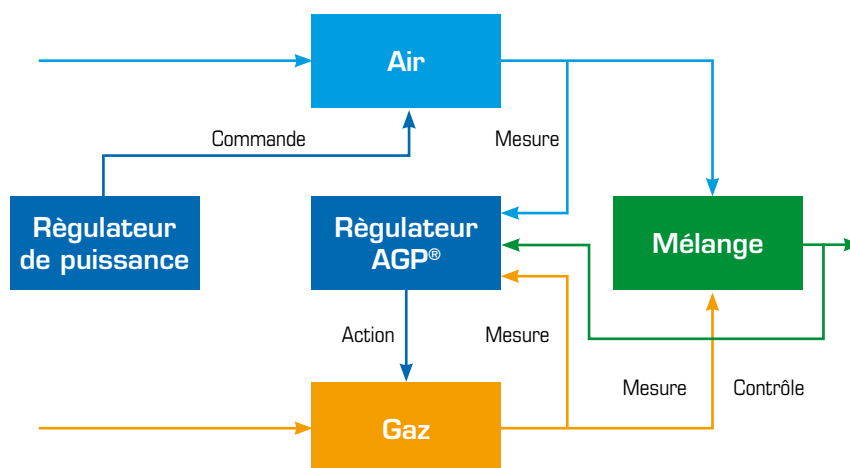 Air
Commande
Mesure
Règulateur
de puissance
Règulateur
AGP®
Mélange
Action
Mesure
Mesure
Contrôle
Gaz